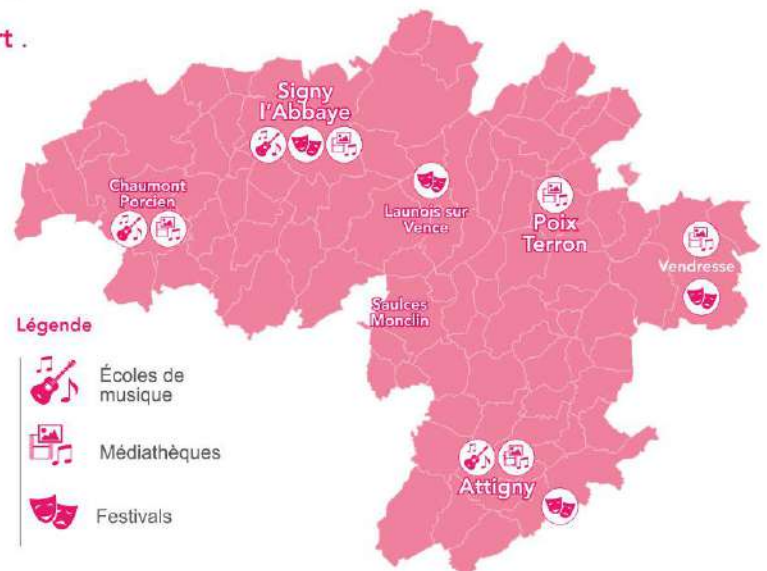 rt .
Signy
l'Abbaye
Chaumont
Porcien
Launois sur
Vence
Poix
Terron
Vendresse
Saulces
Monclin
Attigny
Légende
Écoles de
musique
Médiathèques
Festivals